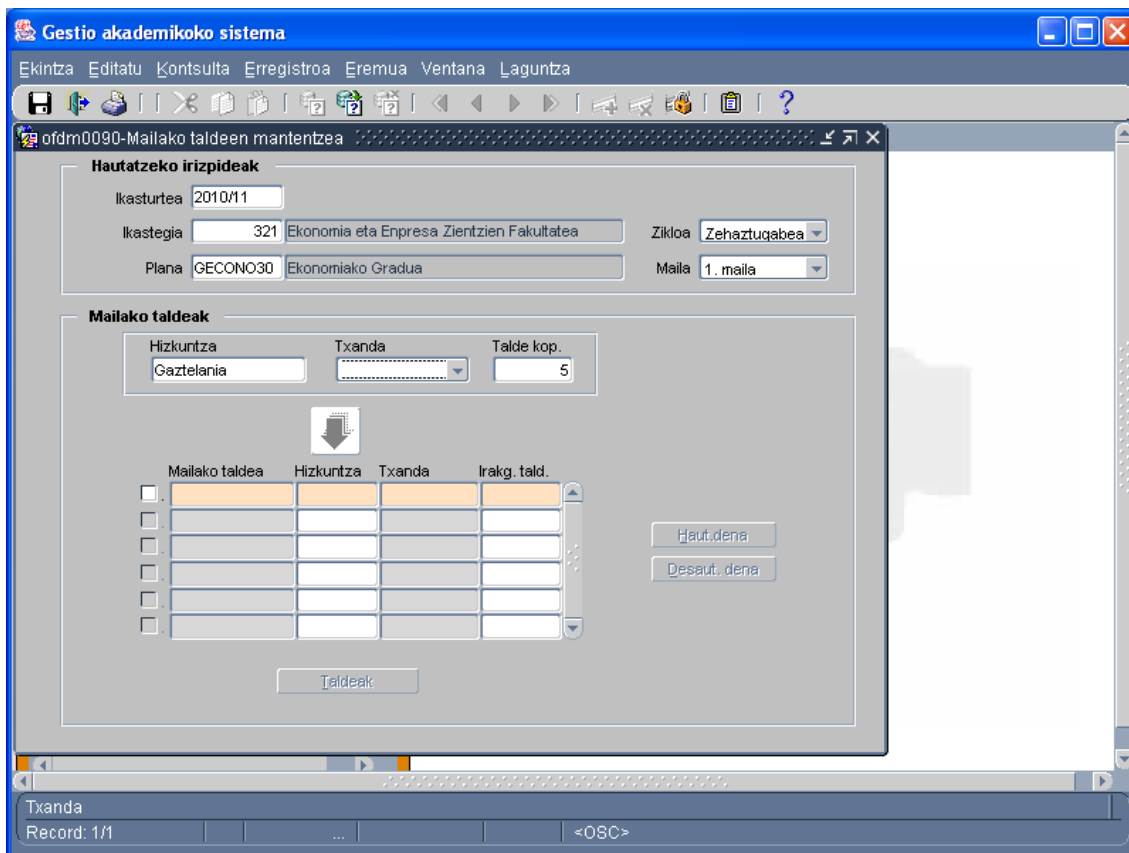 Gestio akademikoko sistema
Ekintza Editatu Kontsulta Erregistroa Eremua Ventana Laguntza
ofdm0090-Mailako taldeen mantentzea
Hautatzeko irizpideak
Ikasturtea 2010/11
Ikastegia 321 Ekonomia eta Enpresa Zientzien Fakultatea Zikloa Zehaztugabea
Plana GECONO30 Ekonomiako Gradua Maila 1. maila
Mailako taldeak
Hizkuntza Txanda Talde kop.
Gaztelania 5
Mailako taldea Hizkuntza Txanda Irakg. tald.
Haut.dena
Desaut. dena
Taldeak
Txanda
Record: 1/1 ... <OSC>